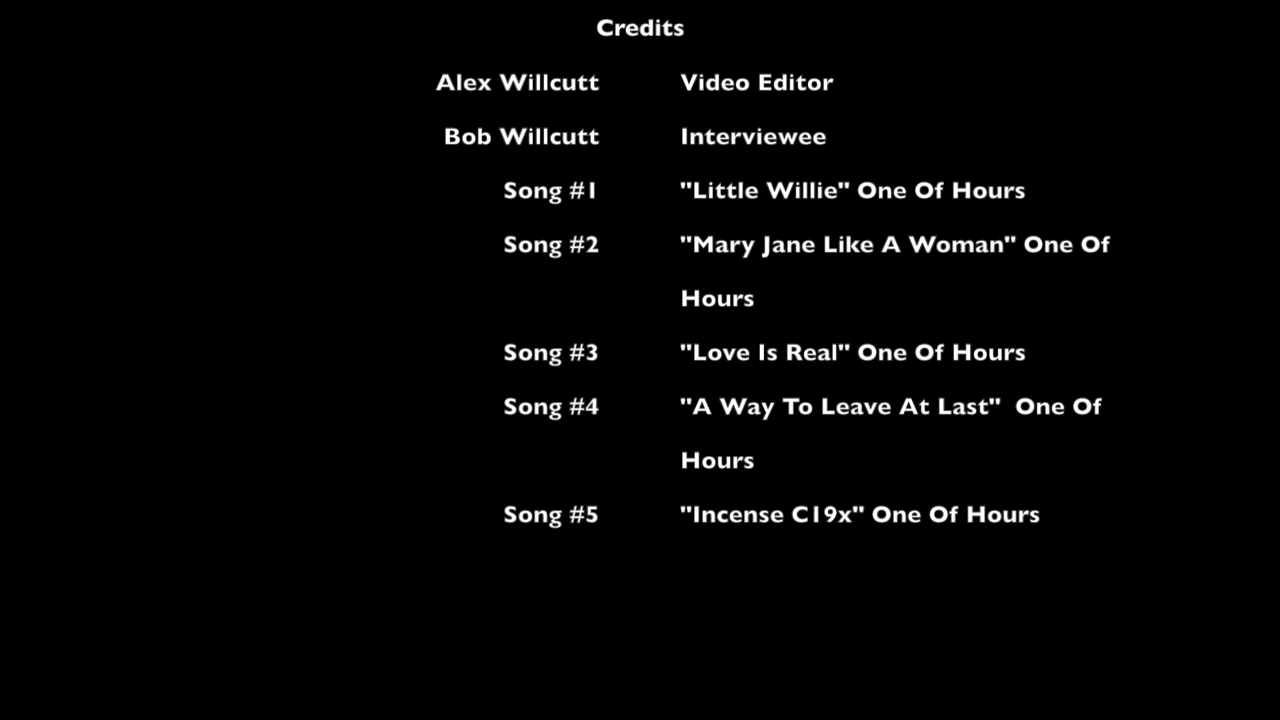 Credits
Alex Willcutt Video Editor
Bob Willcutt Interviewee
Song #1 "Little Willie" One Of Hours
Song #2 "Mary Jane Like A Woman" One Of
Hours
Song #3 "Love Is Real" One Of Hours
Song #4 "A Way To Leave At Last"  One Of
Hours
Song #5 "Incense C19x" One Of Hours